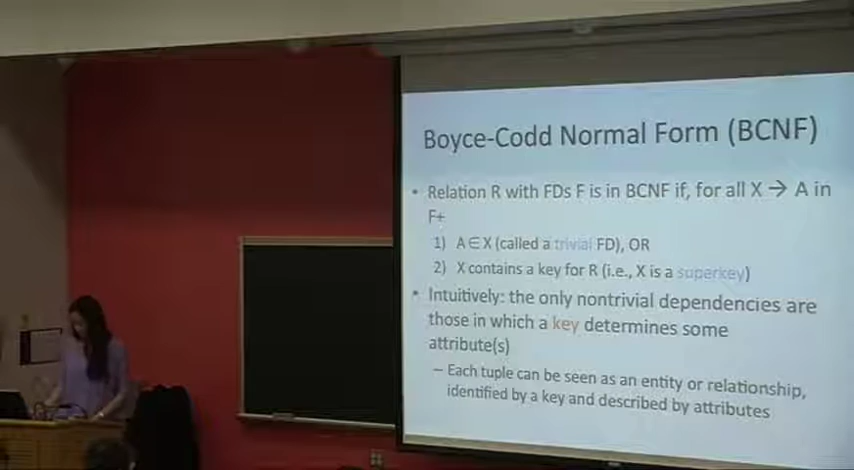 Boyce-Codd Normal Form (BCNF)
• Relation R with FDs F is in BCNF if, for all X → A in
F+
1) A ∈ X (called a trivial FD), OR
2) X contains a key for R (i.e., X is a superkey)
• Intuitively: the only nontrivial dependencies are
those in which a key determines some
attribute(s)
– Each tuple can be seen as an entity or relationship,
identified by a key and described by attributes